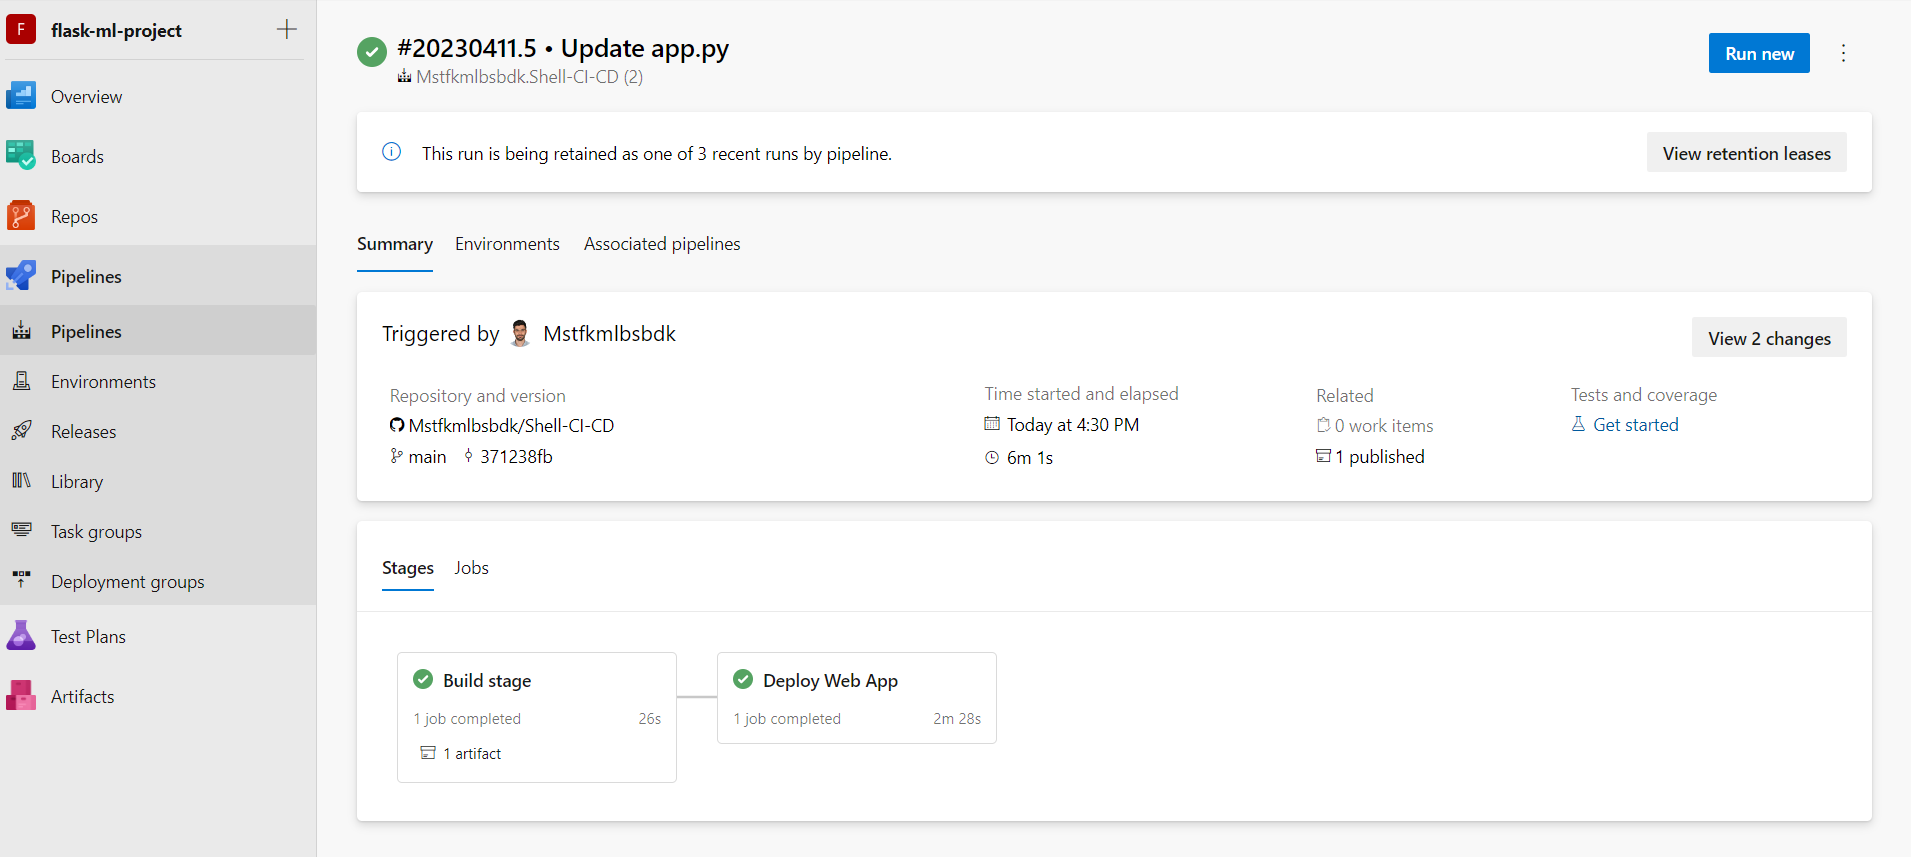 F flask-ml-project
Overview
Boards
Repos
Pipelines
Pipelines
Environments
Releases
Library
Task groups
Deployment groups
Test Plans
Artifacts
#20230411.5 • Update app.py
Mstfkmlbsbdk.Shell-CI-CD (2)
Run new
This run is being retained as one of 3 recent runs by pipeline.
View retention leases
Summary Environments Associated pipelines
Triggered by Mstfkmlbsbdk
View 2 changes
Repository and version
Mstfkmlbsbdk/Shell-CI-CD
main 371238fb
Time started and elapsed
Today at 4:30 PM
6m 1s
Related
0 work items
1 published
Tests and coverage
Get started
Stages Jobs
Build stage
1 job completed 26s
1 artifact
Deploy Web App
1 job completed 2m 28s